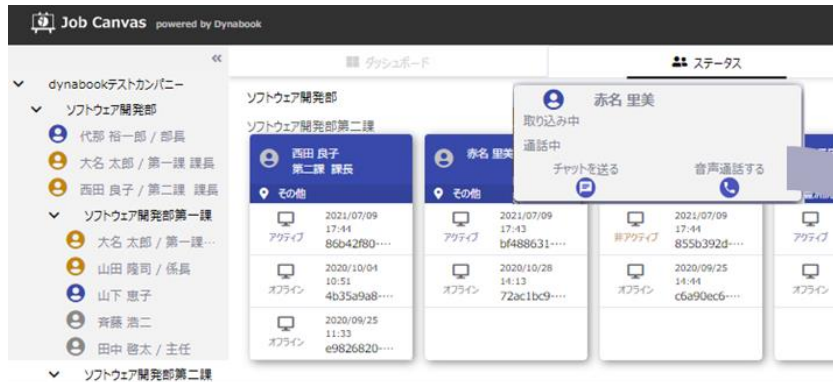 Job Canvas powered by Dynabook
«
ダッシュボード
ステータス
dynabookテストカンパニー
ソフトウェア開発部
代那 裕一郎 / 部長
大名 太郎 / 第一課 課長
西田 良子 / 第二課 課長
ソフトウェア開発部第一課
大名 太郎 / 第一課…
山田 隆司 / 係長
山下 恵子
斉藤 浩二
田中 啓太 / 主任
ソフトウェア開発部第二課
ソフトウェア開発部
ソフトウェア開発部第二課
赤名 里美
取り込み中
通話中
チャットを送る
音声通話する
西田 良子
第二課 課長
その他
アクティブ
2021/07/09
17:44
86b42f80-…
オフライン
2020/10/04
10:51
4b35a9a8-…
オフライン
2020/09/25
11:33
e9826820-…
赤名 里美
その他
アクティブ
2021/07/09
17:43
bf488631-…
オフライン
2020/10/28
14:13
72ac1bc9-…
非アクティブ
2021/07/09
17:44
855b392d-…
オフライン
2020/09/25
14:44
c6a90ec6-…
アクティブ
オフライン